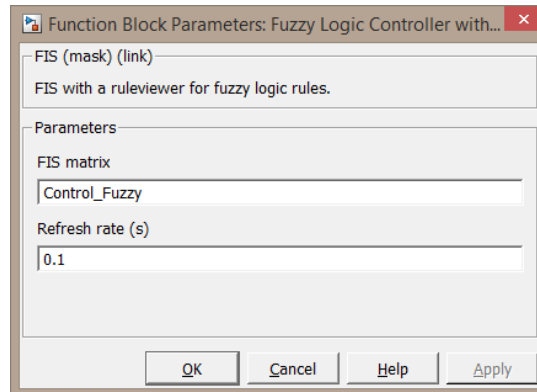 Function Block Parameters: Fuzzy Logic Controller with...
FIS (mask) (link)
FIS with a ruleviewer for fuzzy logic rules.
Parameters
FIS matrix
Control_Fuzzy
Refresh rate (s)
0.1
OK Cancel Help Apply